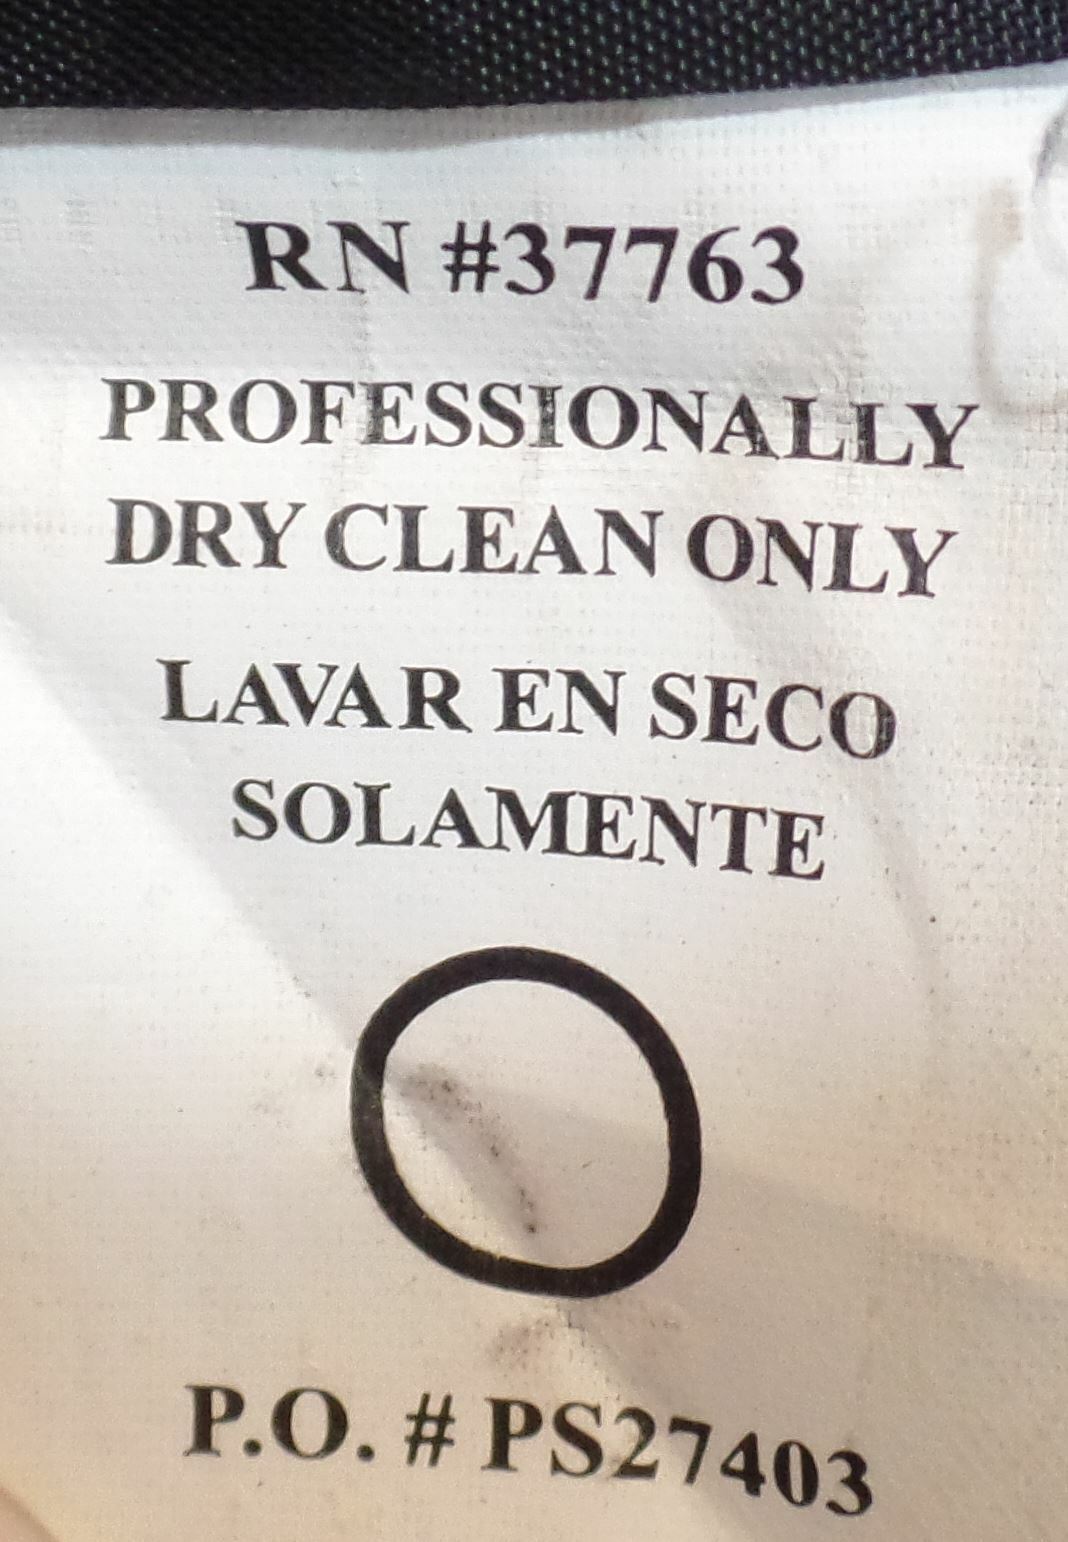 RN #37763
PROFESSIONALLY
DRY CLEAN ONLY
LAVAR EN SECO
SOLAMENTE
P.O. # PS27403